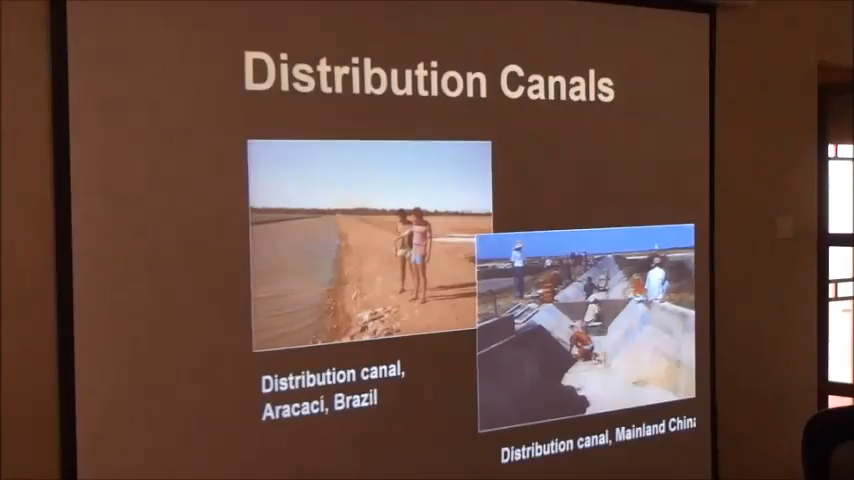 Distribution Canals
Distribution canal,
Aracaci, Brazil
Distribution canal, Mainland China